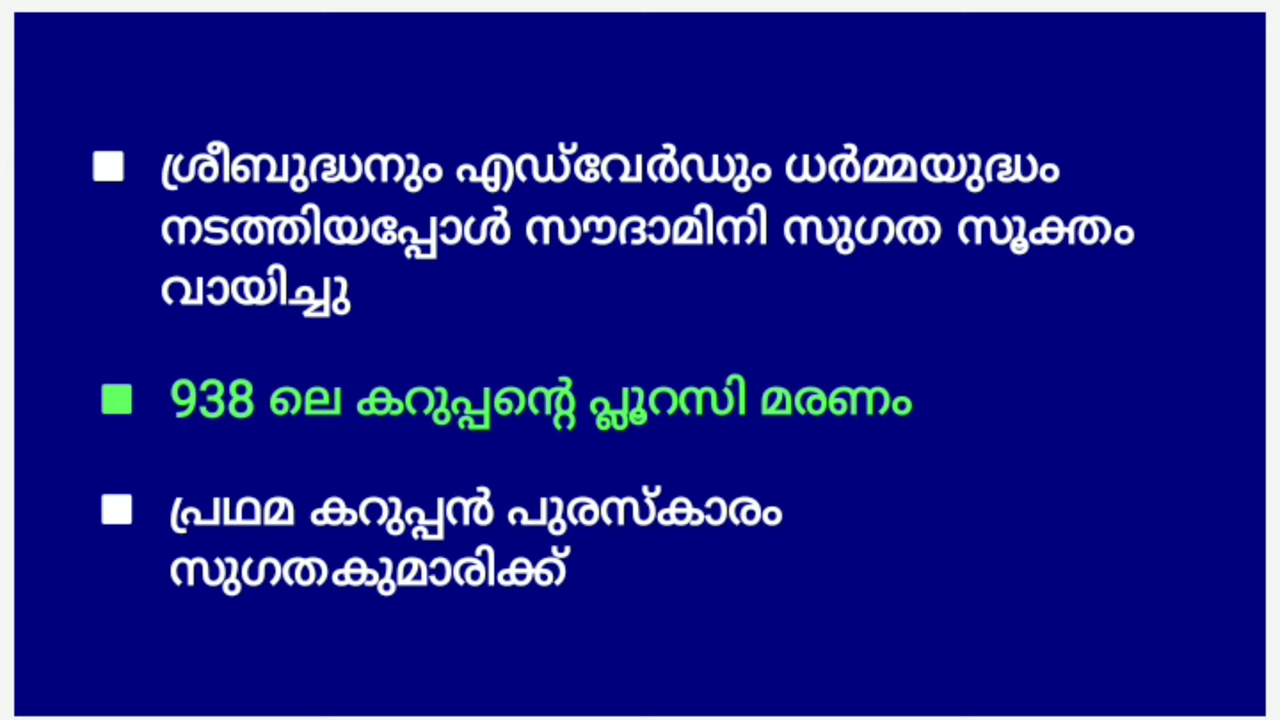 ശ്രീബുദ്ധനും എഡ്‌വേർഡും ധർമ്മയുദ്ധം
നടത്തിയപ്പോൾ സൗദാമിനി സുഗത സൂക്തം
വായിച്ചു
938 ലെ കറുപ്പന്റെ പ്ലൂറസി മരണം
പ്രഥമ കറുപ്പൻ പുരസ്കാരം
സുഗതകുമാരിക്ക്